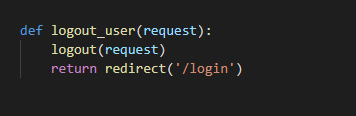 def logout_user(request):
    logout(request)
    return redirect('/login')